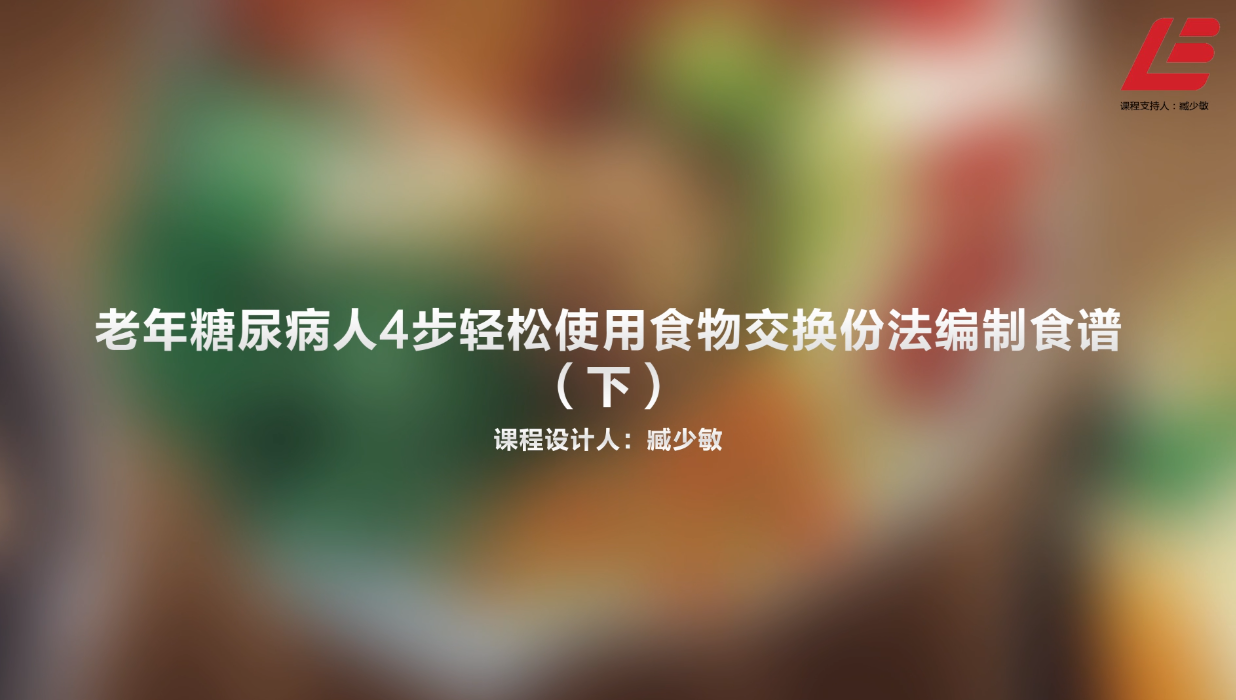 课程支持人：臧少敏
老年糖尿病人4步轻松使用食物交换份法编制食谱
（下）
课程设计人：臧少敏